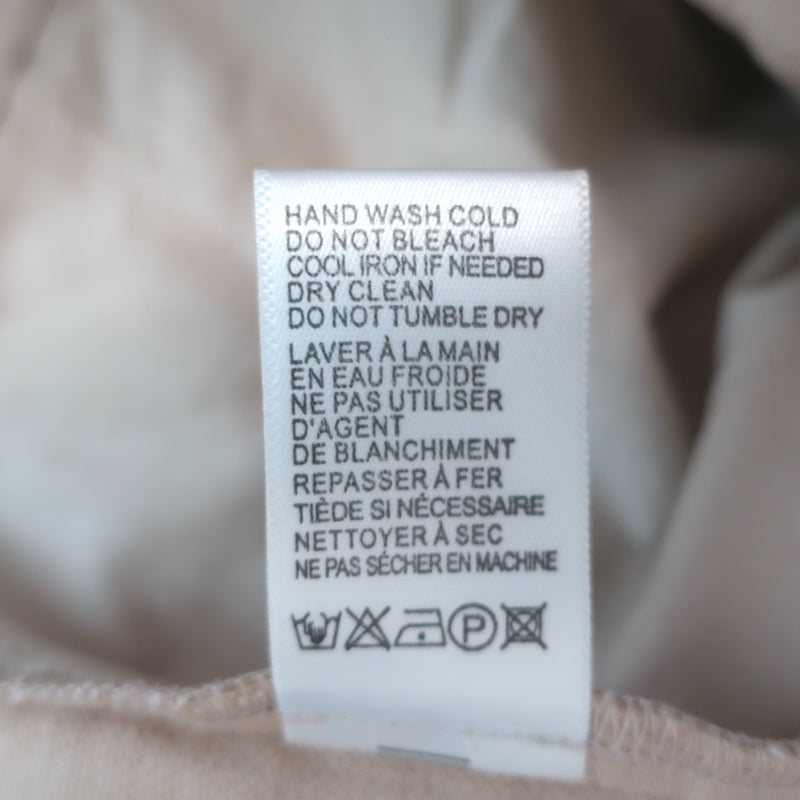 HAND WASH COLD
DO NOT BLEACH
COOL IRON IF NEEDED
DRY CLEAN
DO NOT TUMBLE DRY
LAVER À LA MAIN
EN EAU FROIDE
NE PAS UTILISER
D'AGENT
DE BLANCHIMENT
REPASSER À FER
TIÈDE SI NÉCESSAIRE
NETTOYER À SEC
NE PAS SÉCHER EN MACHINE
P